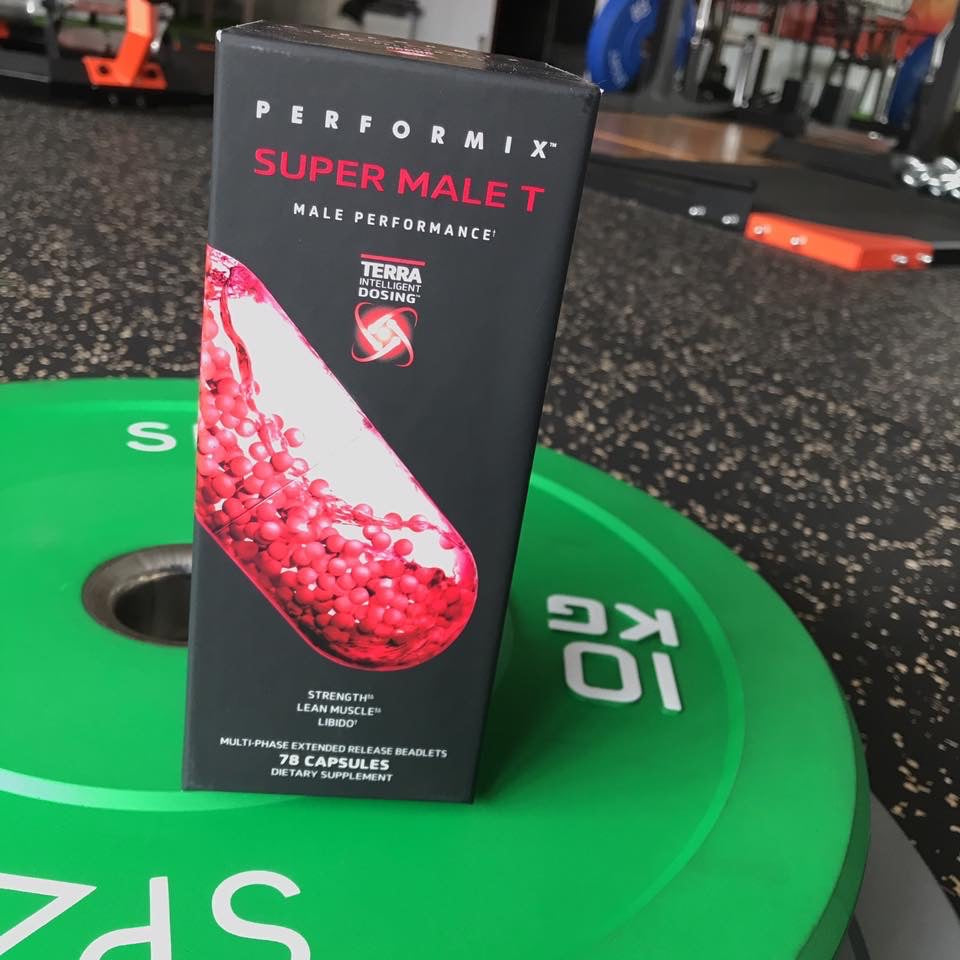 PERFORMIX™
SUPER MALE T
MALE PERFORMANCE†
TERRA
INTELLIGENT
DOSING™
STRENGTH
LEAN MUSCLE
LIBIDO†
MULTI-PHASE EXTENDED RELEASE BEADLETS
78 CAPSULES
DIETARY SUPPLEMENT
10
KG